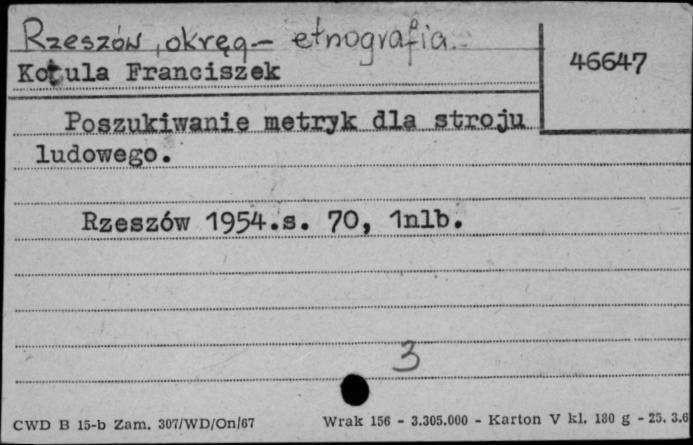 Rzeszów, okręg - etnografia.
46647
Kotula Franciszek
Poszukiwanie metryk dla stroju
ludowego.
Rzeszów 1954.s. 70, 1nlb.
3
CWD B 15-b Zam. 307/WD/On/67 Wrak 156 - 3.305.000 - Karton V kl. 180 g - 25. 3.6